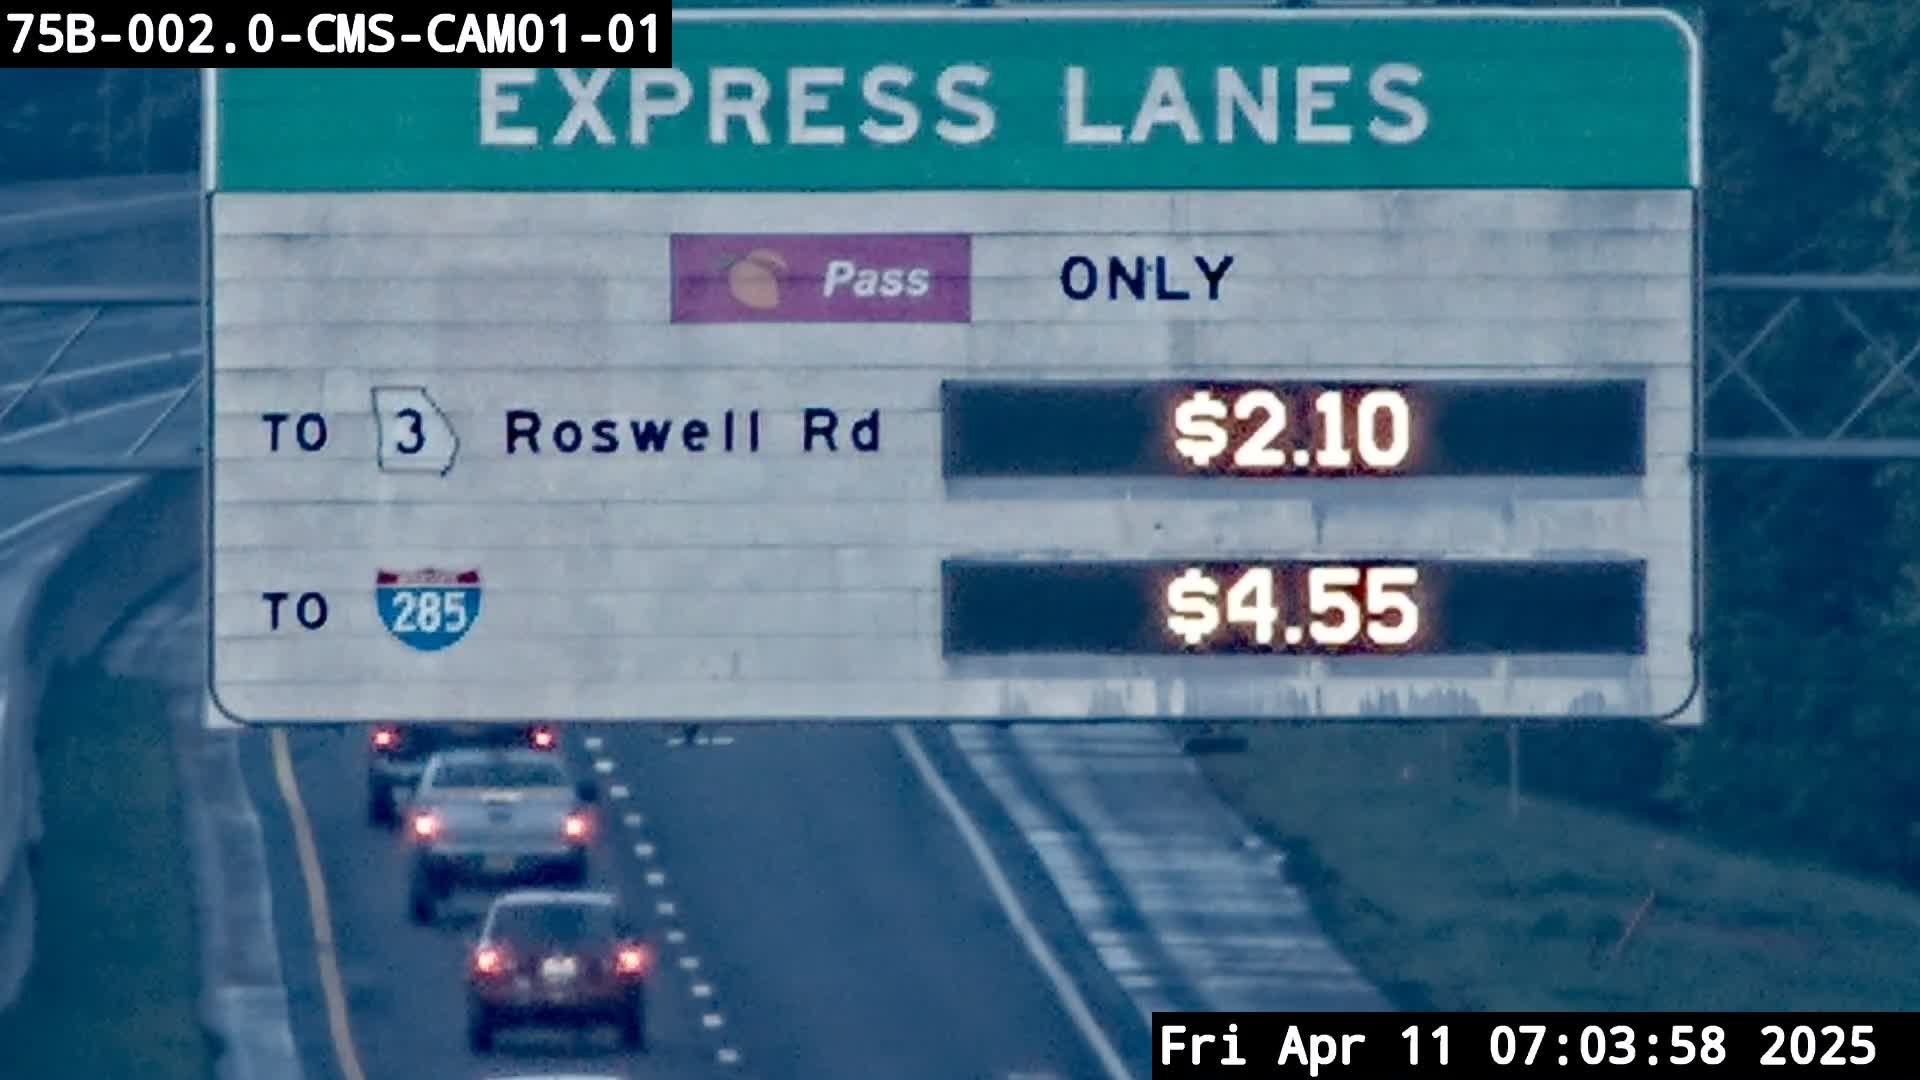 75B-002.0-CMS-CAM01-01
EXPRESS LANES
Pass ONLY
TO 3 Roswell Rd $2.10
TO 285 $4.55
Fri Apr 11 07:03:58 2025